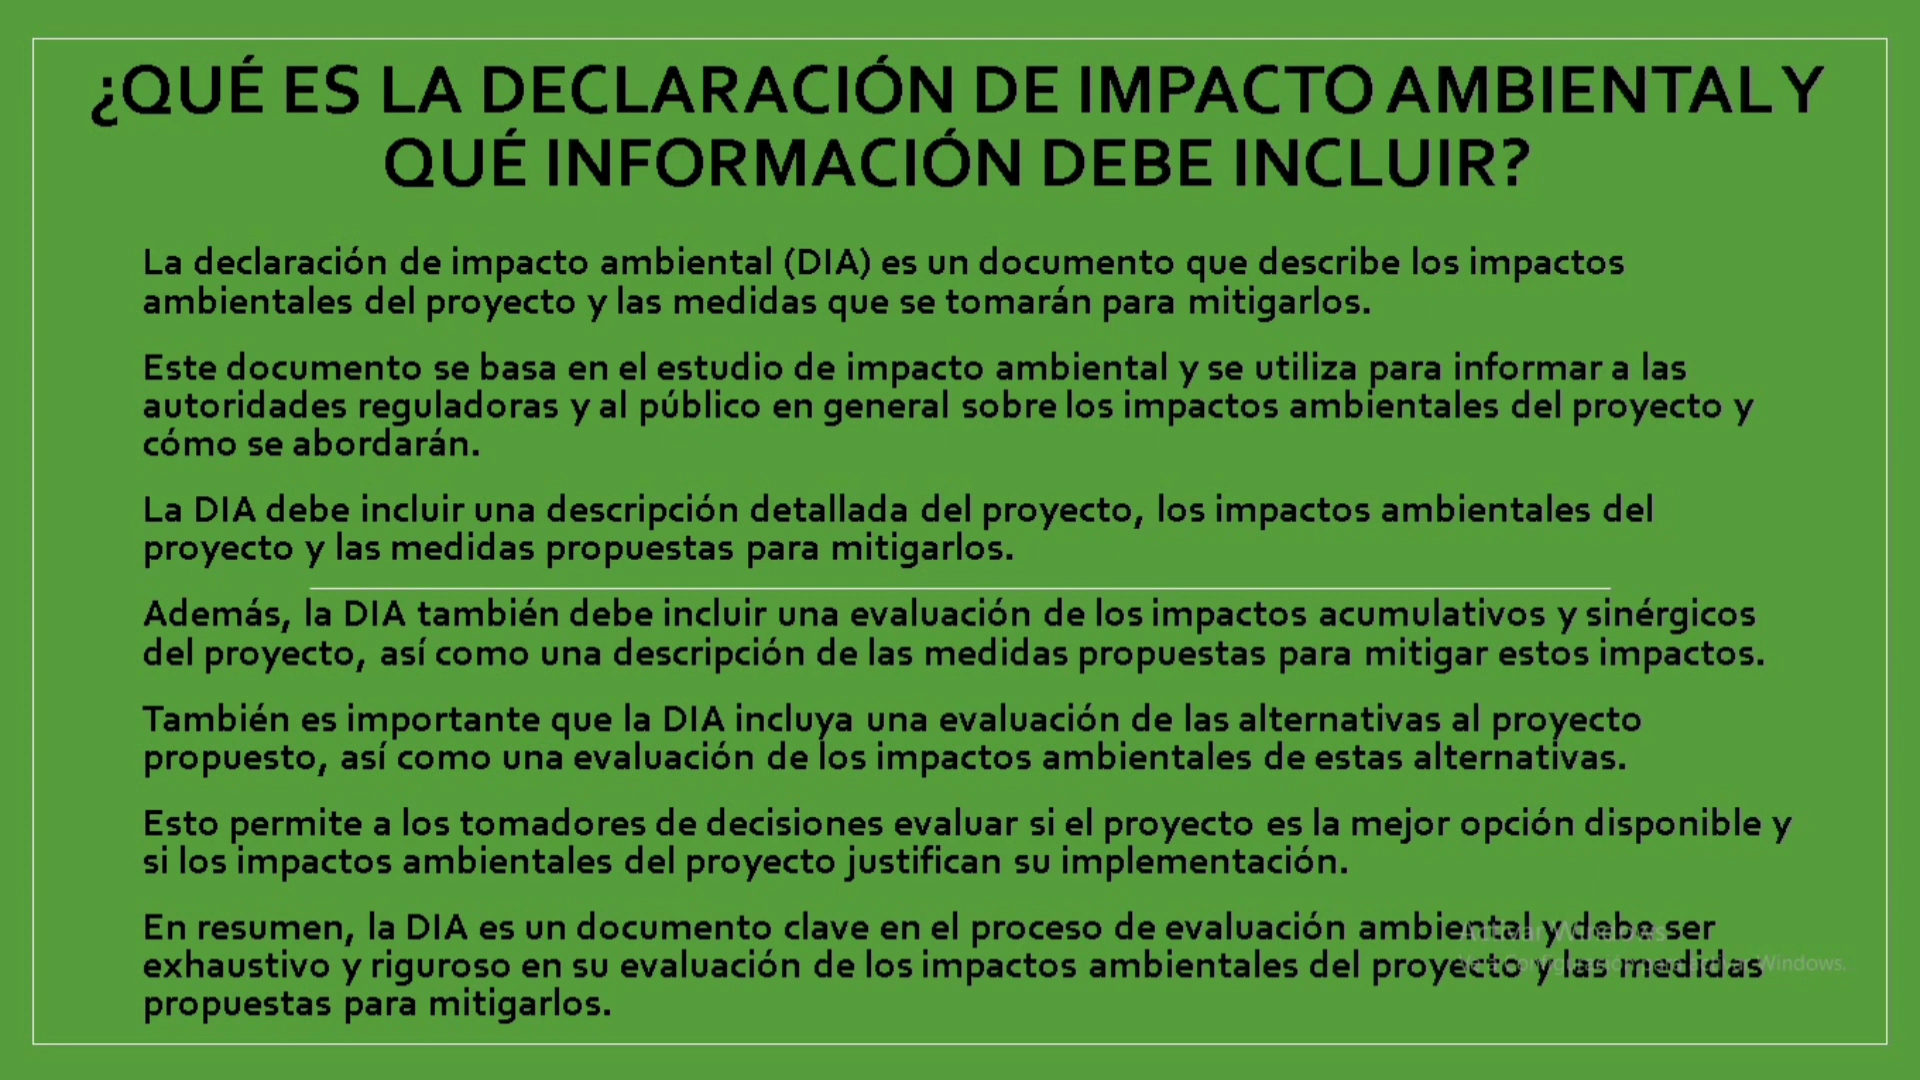 ¿QUÉ ES LA DECLARACIÓN DE IMPACTO AMBIENTAL Y
QUÉ INFORMACIÓN DEBE INCLUIR?
La declaración de impacto ambiental (DIA) es un documento que describe los impactos
ambientales del proyecto y las medidas que se tomarán para mitigarlos.
Este documento se basa en el estudio de impacto ambiental y se utiliza para informar a las
autoridades reguladoras y al público en general sobre los impactos ambientales del proyecto y
cómo se abordarán.
La DIA debe incluir una descripción detallada del proyecto, los impactos ambientales del
proyecto y las medidas propuestas para mitigarlos.
Además, la DIA también debe incluir una evaluación de los impactos acumulativos y sinérgicos
del proyecto, así como una descripción de las medidas propuestas para mitigar estos impactos.
También es importante que la DIA incluya una evaluación de las alternativas al proyecto
propuesto, así como una evaluación de los impactos ambientales de estas alternativas.
Esto permite a los tomadores de decisiones evaluar si el proyecto es la mejor opción disponible y
si los impactos ambientales del proyecto justifican su implementación.
En resumen, la DIA es un documento clave en el proceso de evaluación ambiental y debe ser
exhaustivo y riguroso en su evaluación de los impactos ambientales del proyecto y las medidas
propuestas para mitigarlos.
Activar Windows
Ve a Configuración para activar Windows.